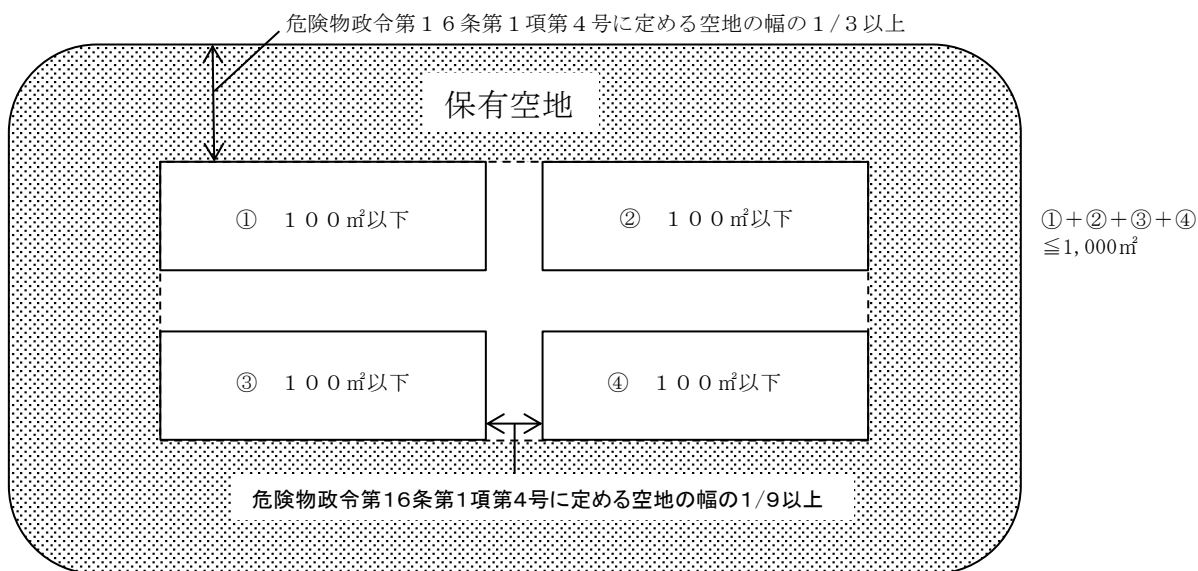 危険物政令第１６条第１項第４号に定める空地の幅の１/３以上
保有空地
①　１００㎡以下
②　１００㎡以下
①＋②＋③＋④
≦1,000㎡
③　１００㎡以下
④　１００㎡以下
危険物政令第16条第1項第4号に定める空地の幅の1/9以上